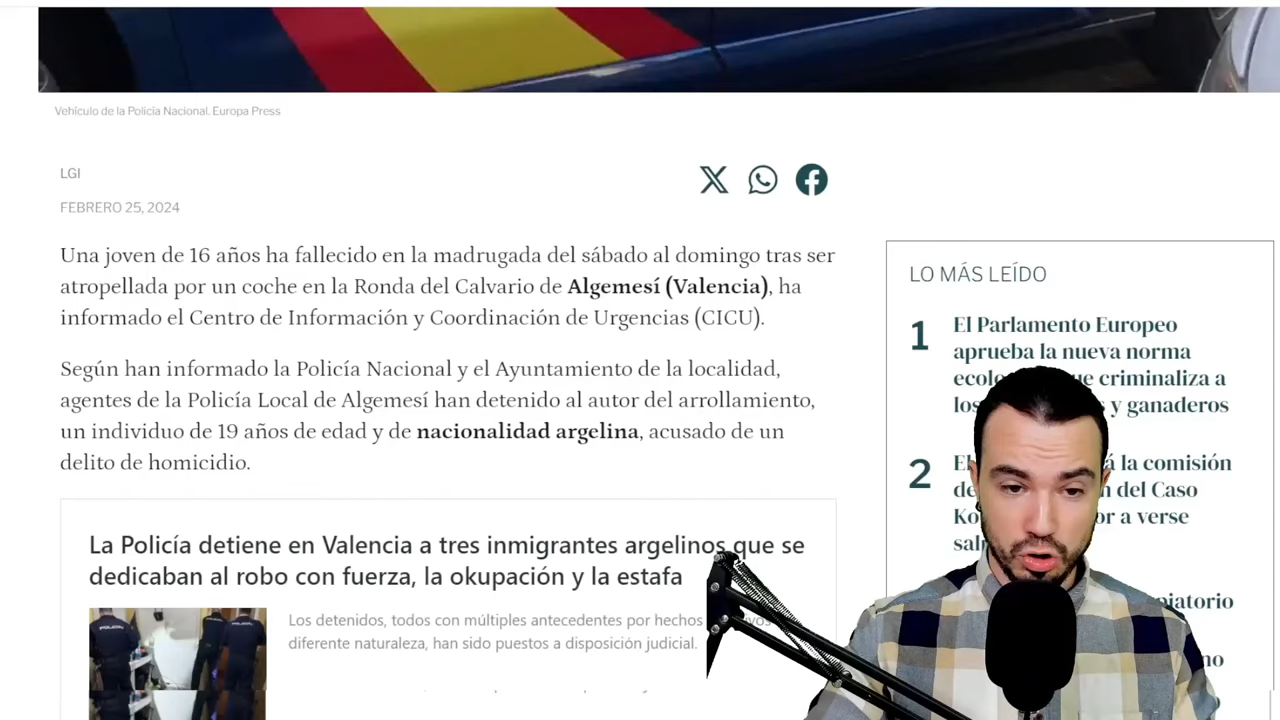 Vehículo de la Policía Nacional. Europa Press
LGI
FEBRERO 25, 2024
Una joven de 16 años ha fallecido en la madrugada del sábado al domingo tras ser
atropellada por un coche en la Ronda del Calvario de Algemesí (Valencia), ha
informado el Centro de Información y Coordinación de Urgencias (CICU).
Según han informado la Policía Nacional y el Ayuntamiento de la localidad,
agentes de la Policía Local de Algemesí han detenido al autor del arrollamiento,
un individuo de 19 años de edad y de nacionalidad argelina, acusado de un
delito de homicidio.
La Policía detiene en Valencia a tres inmigrantes argelinos que se
dedicaban al robo con fuerza, la okupación y la estafa
Los detenidos, todos con múltiples antecedentes por hechos
diferente naturaleza, han sido puestos a disposición judicial.
LO MÁS LEÍDO
1
El Parlamento Europeo
aprueba la nueva norma
criminaliza a
y ganaderos
2
la comisión
del Caso
a verse